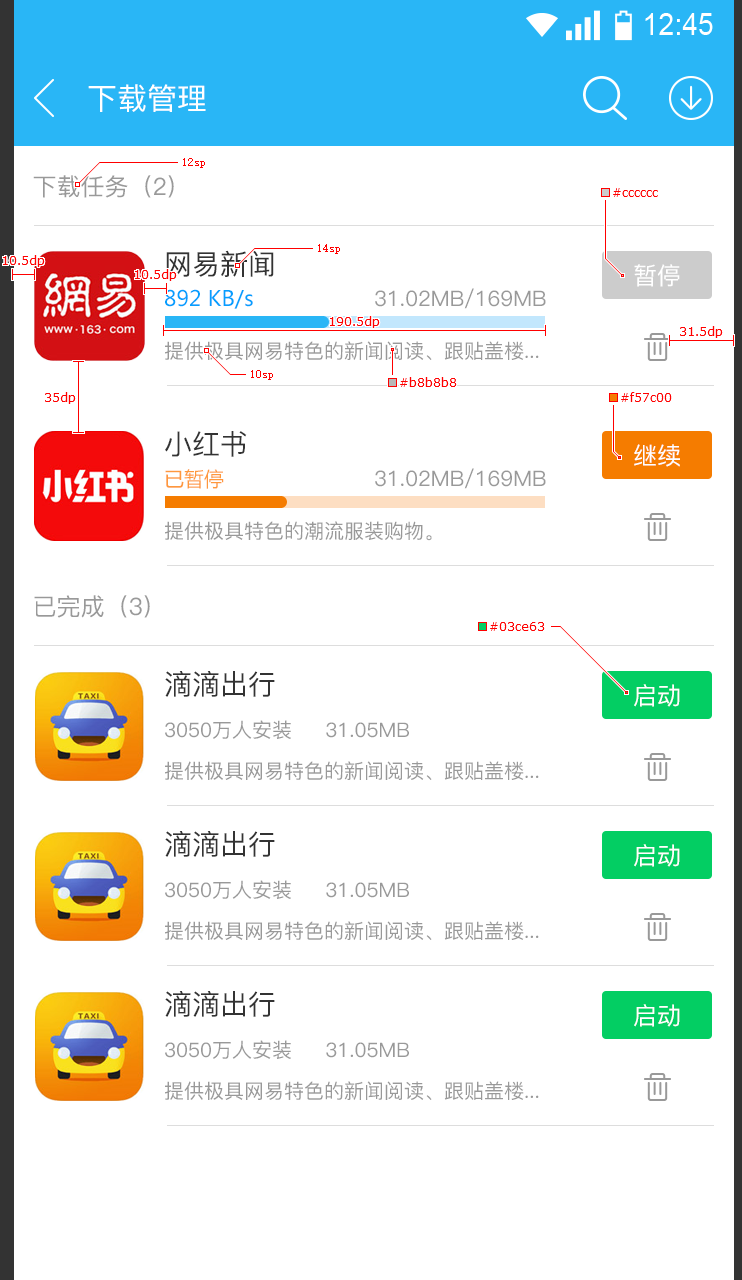 12:45
下载管理
12sp
下载任务（2）
#cccccc
14sp
10.5dp
網易
www·163·com
10.5dp
网易新闻
暂停
892 KB/s
31.02MB/169MB
190.5dp
31.5dp
提供极具网易特色的新闻阅读、跟贴盖楼...
10sp
#b8b8b8
35dp
#f57c00
小红书
小红书
继续
已暂停
31.02MB/169MB
提供极具特色的潮流服装购物。
已完成（3）
#03ce63
TAXI
滴滴出行
启动
3050万人安装
31.05MB
提供极具网易特色的新闻阅读、跟贴盖楼...
TAXI
滴滴出行
启动
3050万人安装
31.05MB
提供极具网易特色的新闻阅读、跟贴盖楼...
TAXI
滴滴出行
启动
3050万人安装
31.05MB
提供极具网易特色的新闻阅读、跟贴盖楼...